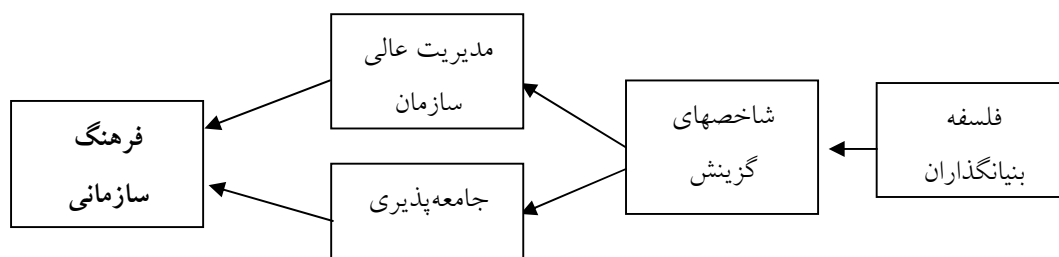 فلسفه
بنیانگذاران
شاخصهای
گزینش
مدیریت عالی
سازمان
جامعه‌پذیری
فرهنگ
سازمانی